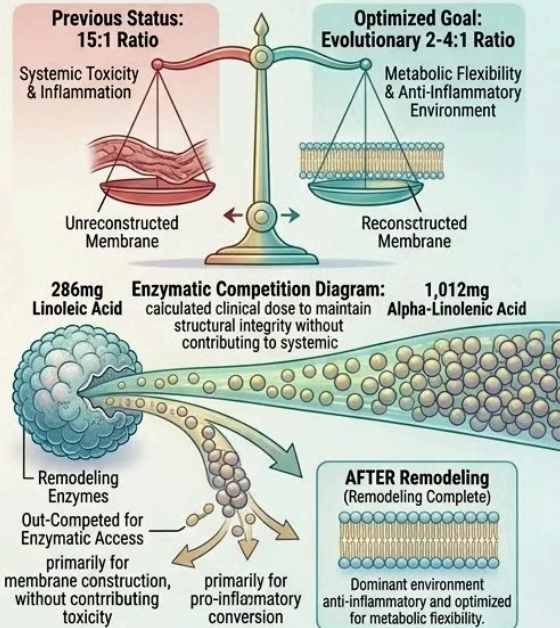 Previous Status:
15:1 Ratio
Systemic Toxicity
& Inflammation
Unreconstructed
Membrane
Optimized Goal:
Evolutionary 2-4:1 Ratio
Metabolic Flexibility
& Anti-Inflammatory
Environment
Reconsctructed
Membrane
286mg
Linoleic Acid
Enzymatic Competition Diagram:
calculated clinical dose to maintain
structural integrity without
contributing to systemic
1,012mg
Alpha-Linolenic Acid
Remodeling
Enzymes
Out-Competed for
Enzymatic Access
primarily for
membrane construction,
without contrributing
toxicity
primarily for
pro-inflammatory
conversion
AFTER Remodeling
(Remodeling Complete)
Dominant environment
anti-inflammatory and optimized
for metabolic flexibility.